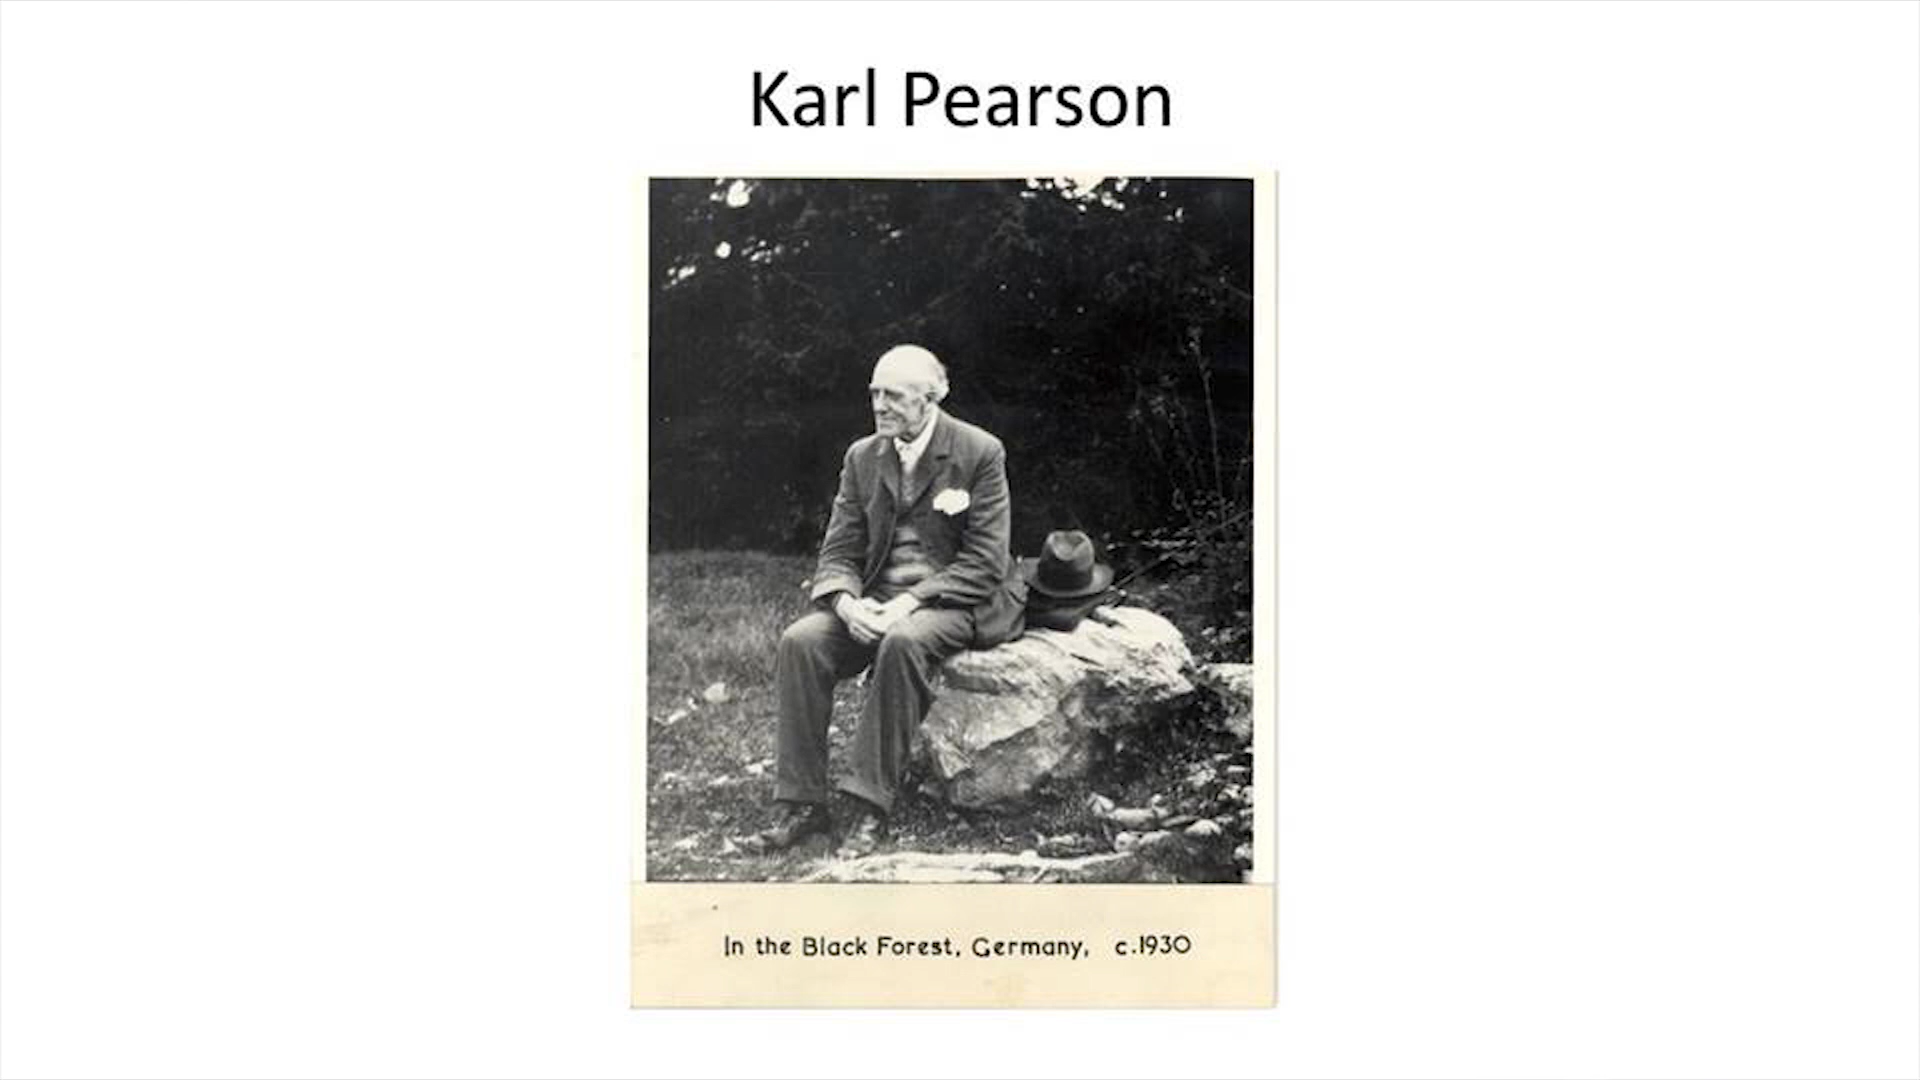 Karl Pearson
In the Black Forest, Germany, c.1930